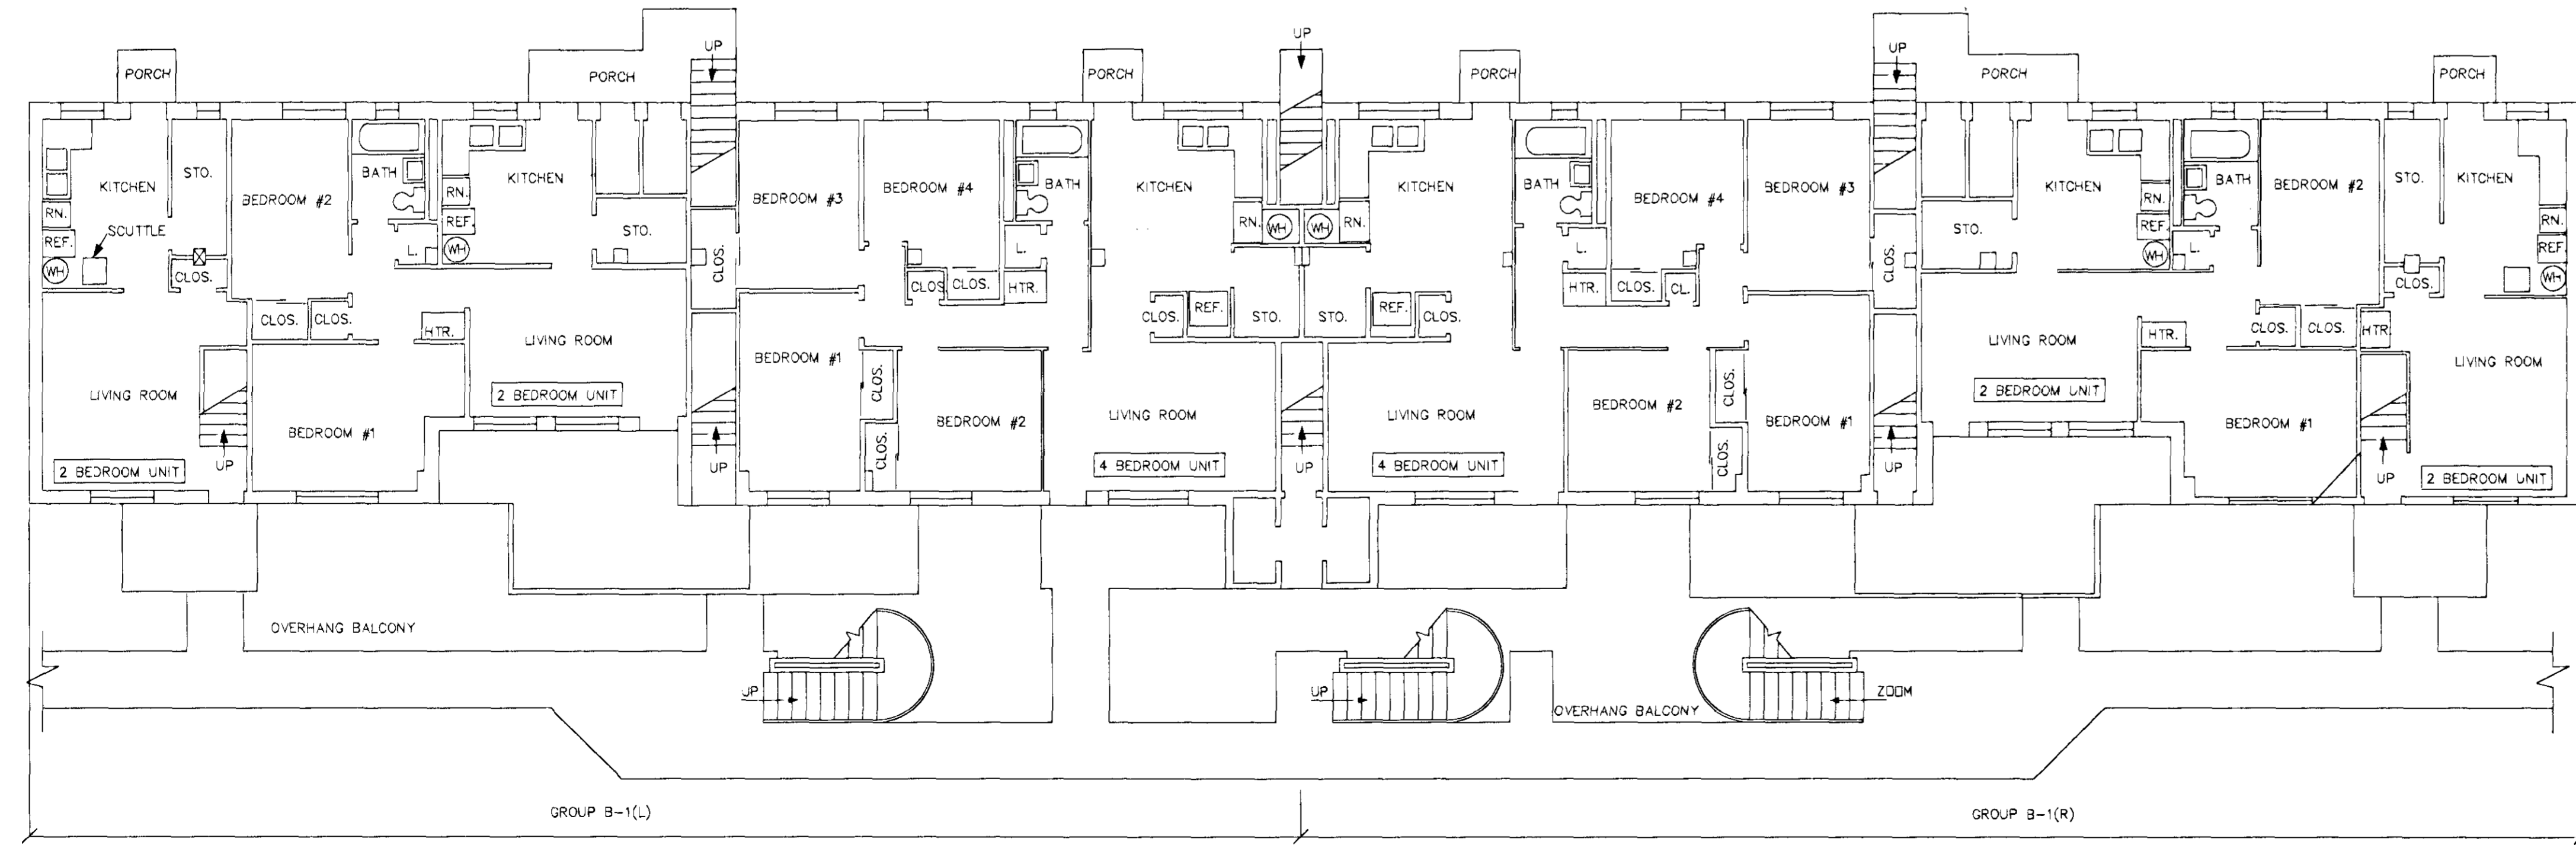 UP
UP
UP
PORCH
PORCH
PORCH
PORCH
PORCH
PORCH
KITCHEN
STO.
BEDROOM #2
BATH
KITCHEN
RN.
RN.
REF.
REF.
SCUTTLE
WH
WH
CLOS.
L.
STO.
CLOS.
BEDROOM #3
BEDROOM #4
BATH
KITCHEN
RN.
WH
L.
CLOS
CLOS.
HTR.
CLOS.
REF.
STO.
CLOS.
CLOS.
HTR.
LIVING ROOM
LIVING ROOM
2 BEDROOM UNIT
BEDROOM #1
2 BEDROOM UNIT
UP
UP
BEDROOM #1
CLOS.
CLOS.
BEDROOM #2
LIVING ROOM
4 BEDROOM UNIT
UP
WH
RN.
KITCHEN
BATH
BEDROOM #4
BEDROOM #3
STO.
REF.
CLOS.
L.
HTR.
CLOS.
CL.
CLOS.
LIVING ROOM
4 BEDROOM UNIT
BEDROOM #2
CLOS.
CLOS.
BEDROOM #1
UP
STO.
KITCHEN
RN.
REF.
WH
BATH
L.
BEDROOM #2
STO.
KITCHEN
RN.
REF.
WH
CLOS.
LIVING ROOM
HTR.
CLOS.
CLOS.
HTR
LIVING ROOM
2 BEDROOM UNIT
BEDROOM #1
UP
2 BEDROOM UNIT
OVERHANG BALCONY
UP
UP
OVERHANG BALCONY
ZOOM
GROUP B-1(L)
GROUP B-1(R)